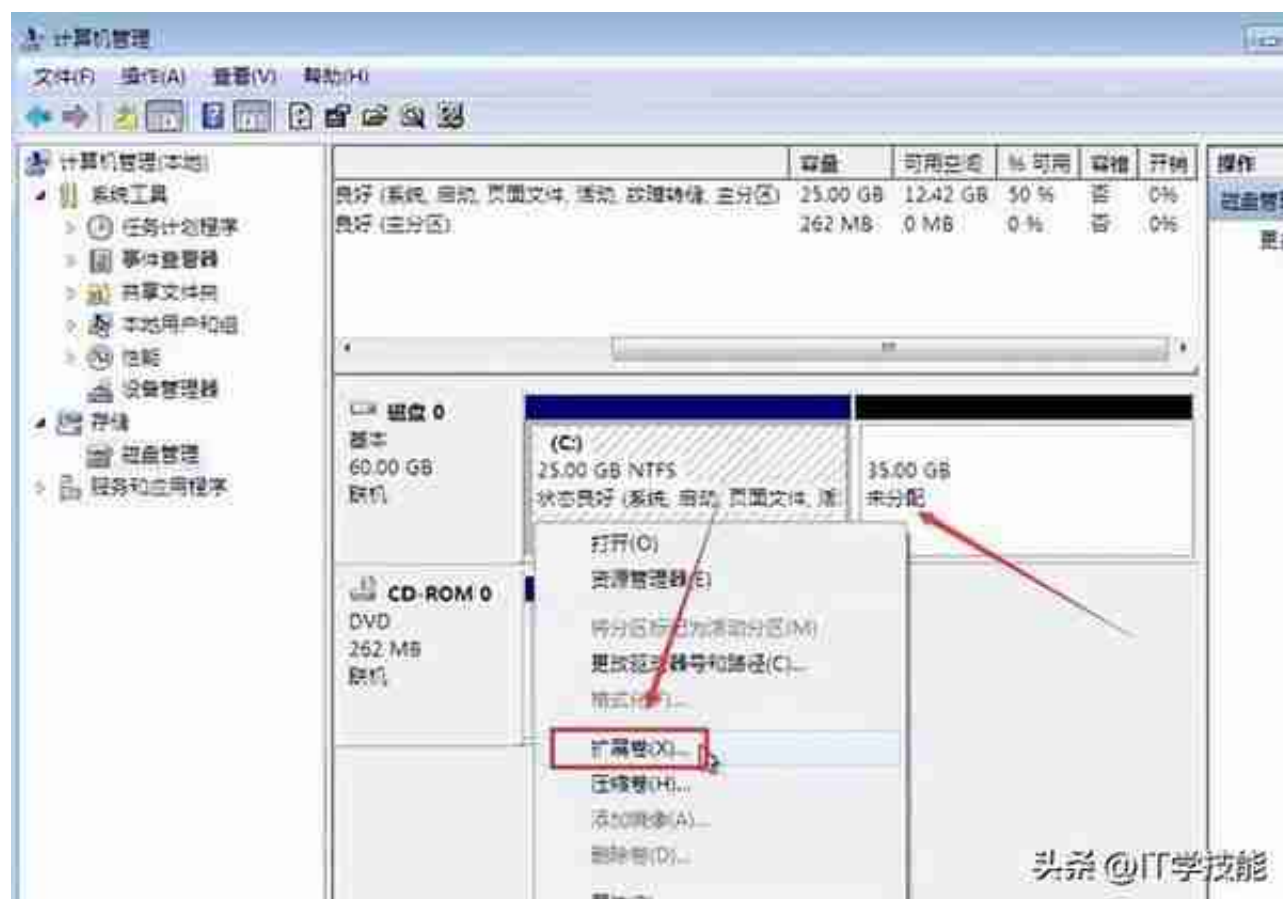 计算机管理
文件(F) 操作(A) 查看(V) 帮助(H)
计算机管理(本地)
系统工具
任务计划程序
事件查看器
共享文件夹
本地用户和组
性能
设备管理器
存储
磁盘管理
服务和应用程序
容量 可用空间 % 可用 容错 开销
良好 (系统, 启动, 页面文件, 活动, 故障转储, 主分区) 25.00 GB 12.42 GB 50 % 否 0%
良好 (主分区) 262 MB 0 MB 0 % 否 0%
操作
磁盘管理
磁盘 0
基本
60.00 GB
联机
(C:)
25.00 GB NTFS
状态良好 (系统, 启动, 页面文件, 活
35.00 GB
未分配
CD-ROM 0
DVD
262 MB
联机
打开(O)
资源管理器(E)
将分区标记为活动分区(M)
更改驱动器号和路径(C)...
格式化(F)...
扩展卷(X)...
压缩卷(H)...
添加镜像(A)...
删除卷(D)...
头条 @IT学技能